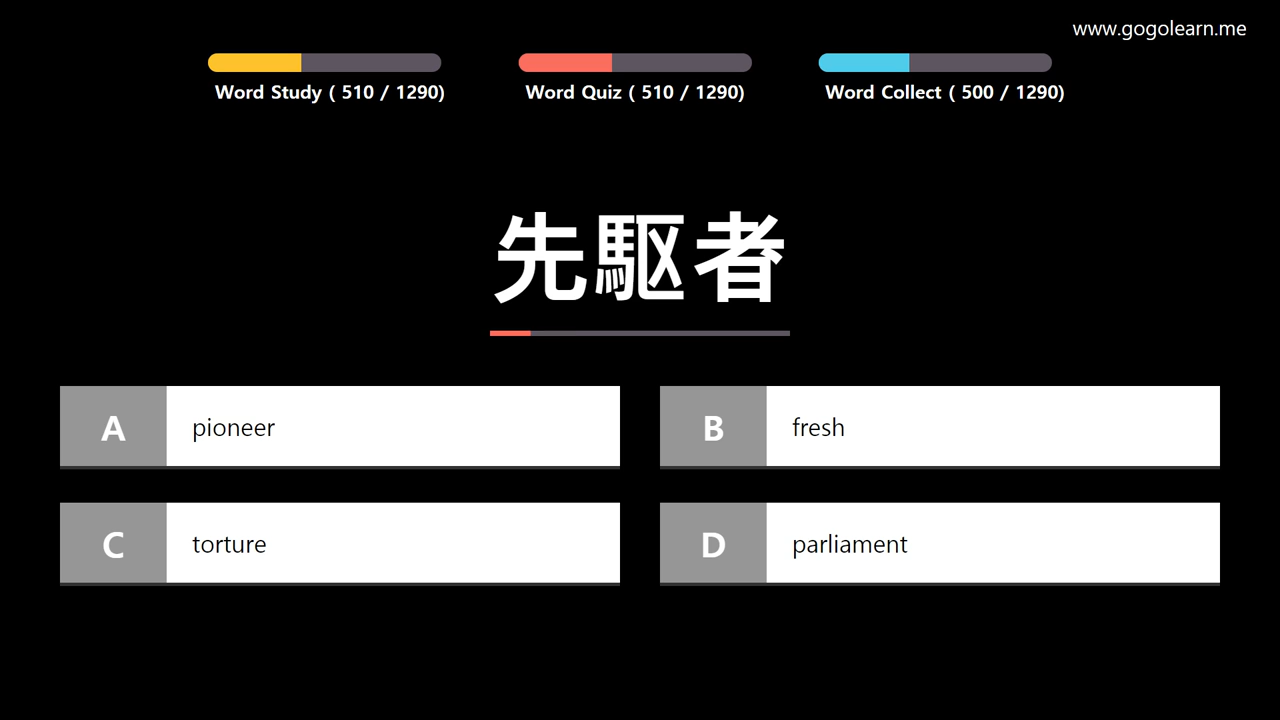 www.gogolearn.me
Word Study ( 510 / 1290)
Word Quiz ( 510 / 1290)
Word Collect ( 500 / 1290)
先駆者
A pioneer
B fresh
C torture
D parliament